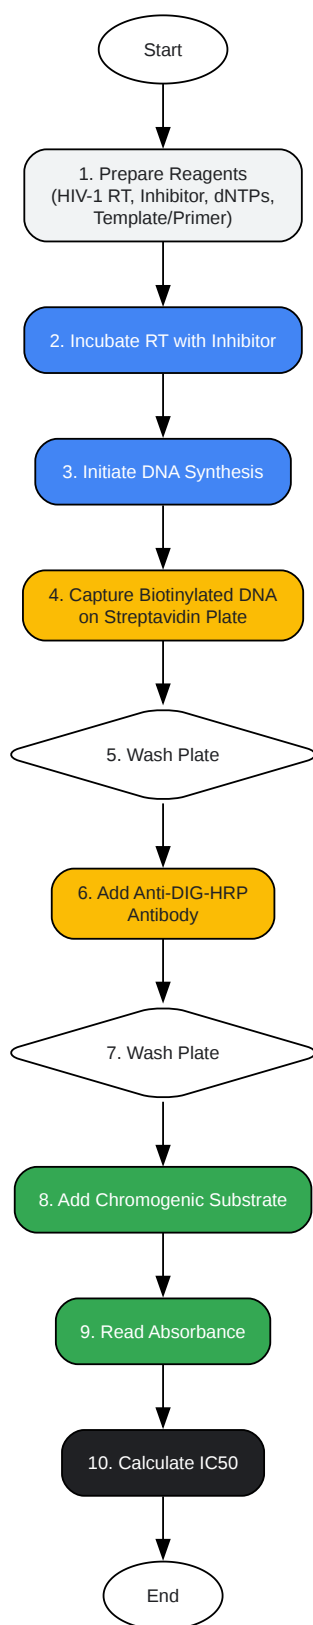 Start
1. Prepare Reagents
(HIV-1 RT, Inhibitor, dNTPs,
Template/Primer)
2. Incubate RT with Inhibitor
3. Initiate DNA Synthesis
4. Capture Biotinylated DNA
on Streptavidin Plate
5. Wash Plate
6. Add Anti-DIG-HRP
Antibody
7. Wash Plate
8. Add Chromogenic Substrate
9. Read Absorbance
10. Calculate IC50
End